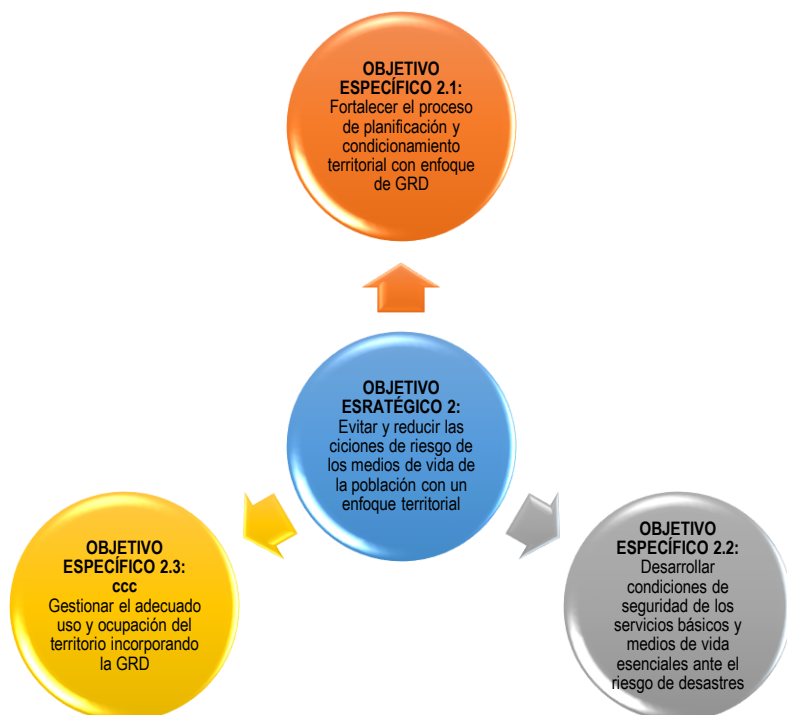 OBJETIVO
ESPECÍFICO 2.1:
Fortalecer el proceso
de planificación y
condicionamiento
territorial con enfoque
de GRD
OBJETIVO
ESRATÉGICO 2:
Evitar y reducir las
ciciones de riesgo de
los medios de vida de
la población con un
enfoque territorial
OBJETIVO
ESPECÍFICO 2.3:
ccc
Gestionar el adecuado
uso y ocupación del
territorio incorporando
la GRD
OBJETIVO
ESPECÍFICO 2.2:
Desarrollar
condiciones de
seguridad de los
servicios básicos y
medios de vida
esenciales ante el
riesgo de desastres